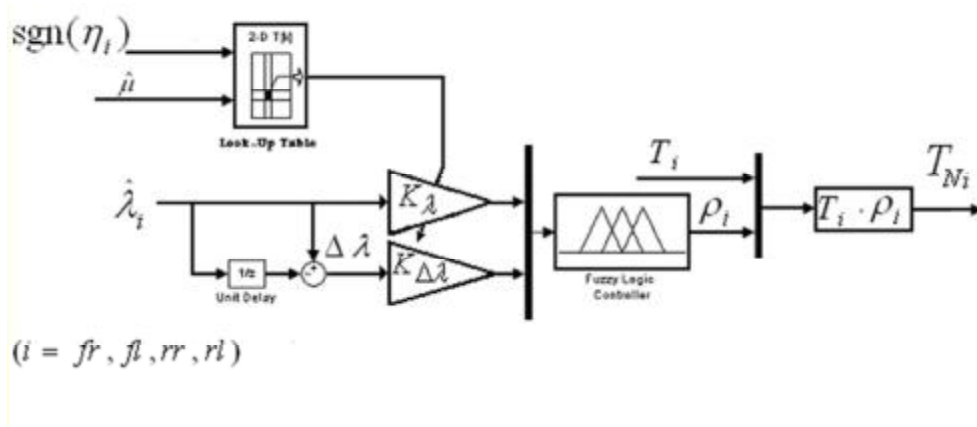 sgn(η_i)
2-D T[k]
μ̂
Look-Up Table
λ̂_i
K_λ
Δ λ
K_Δλ
1/z
-+
Unit Delay
T_i
ρ_i
Fuzzy Logic
Controller
T_i · ρ_i
T_Ni
(i = fr , fl , rr , rl )